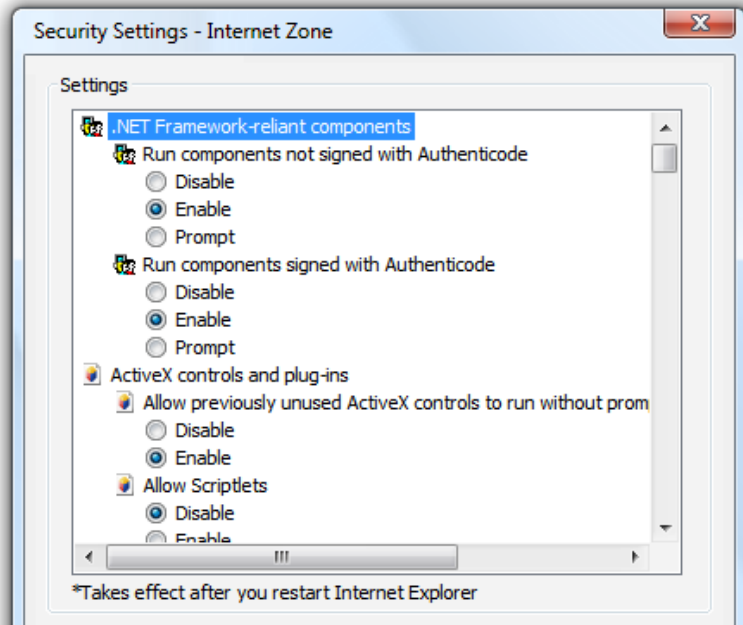 Security Settings - Internet Zone
Settings
.NET Framework-reliant components
Run components not signed with Authenticode
Disable
Enable
Prompt
Run components signed with Authenticode
Disable
Enable
Prompt
ActiveX controls and plug-ins
Allow previously unused ActiveX controls to run without prom
Disable
Enable
Allow Scriptlets
Disable
Enable
*Takes effect after you restart Internet Explorer